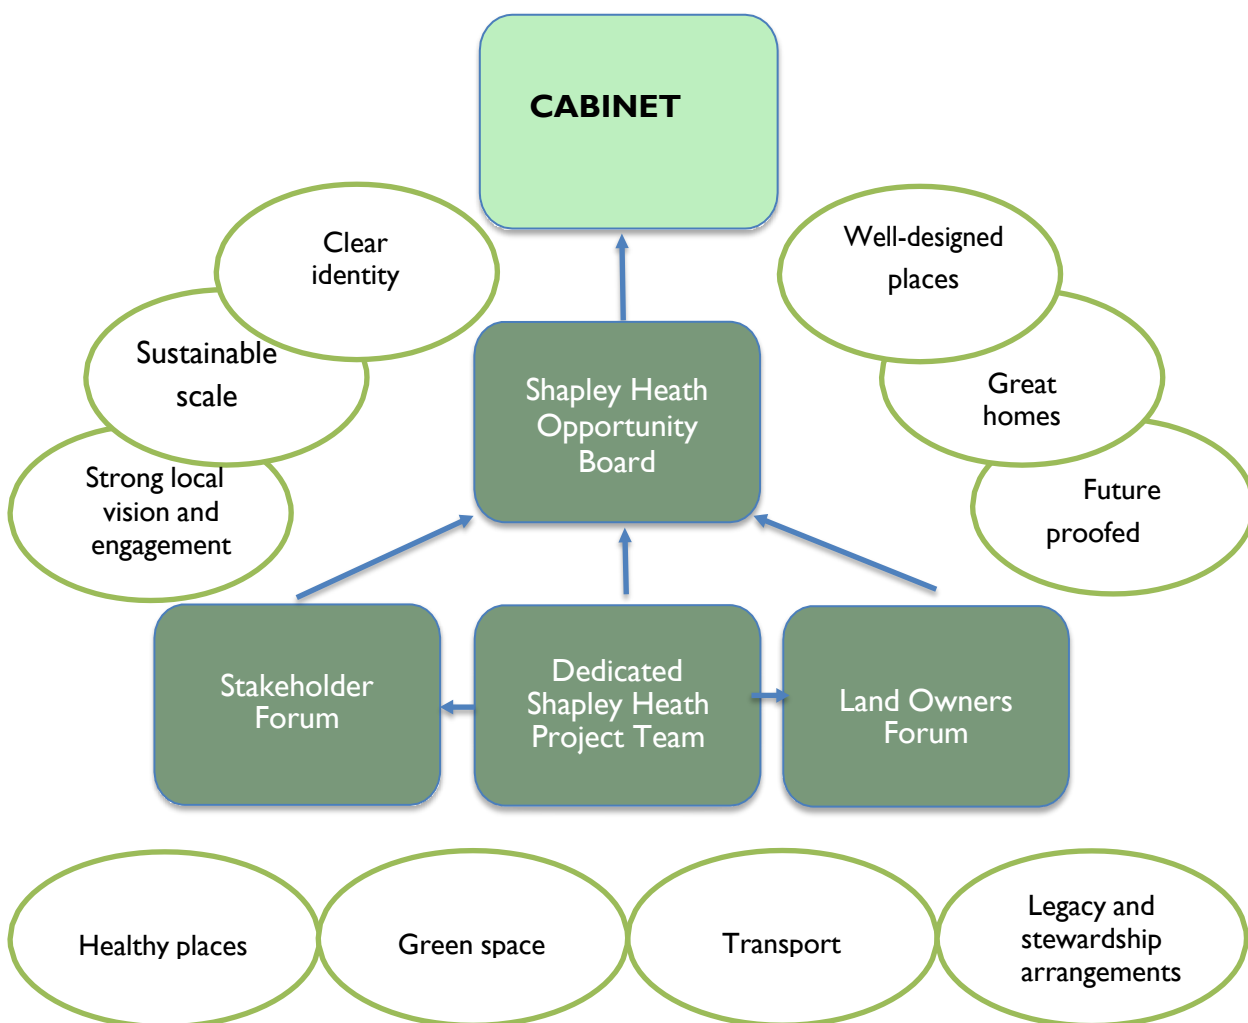 CABINET
Clear
identity
Well-designed
places
Sustainable
scale
Great
homes
Strong local
vision and
engagement
Future
proofed
Shapley Heath
Opportunity
Board
Stakeholder
Forum
Dedicated
Shapley Heath
Project Team
Land Owners
Forum
Healthy places
Green space
Transport
Legacy and
stewardship
arrangements